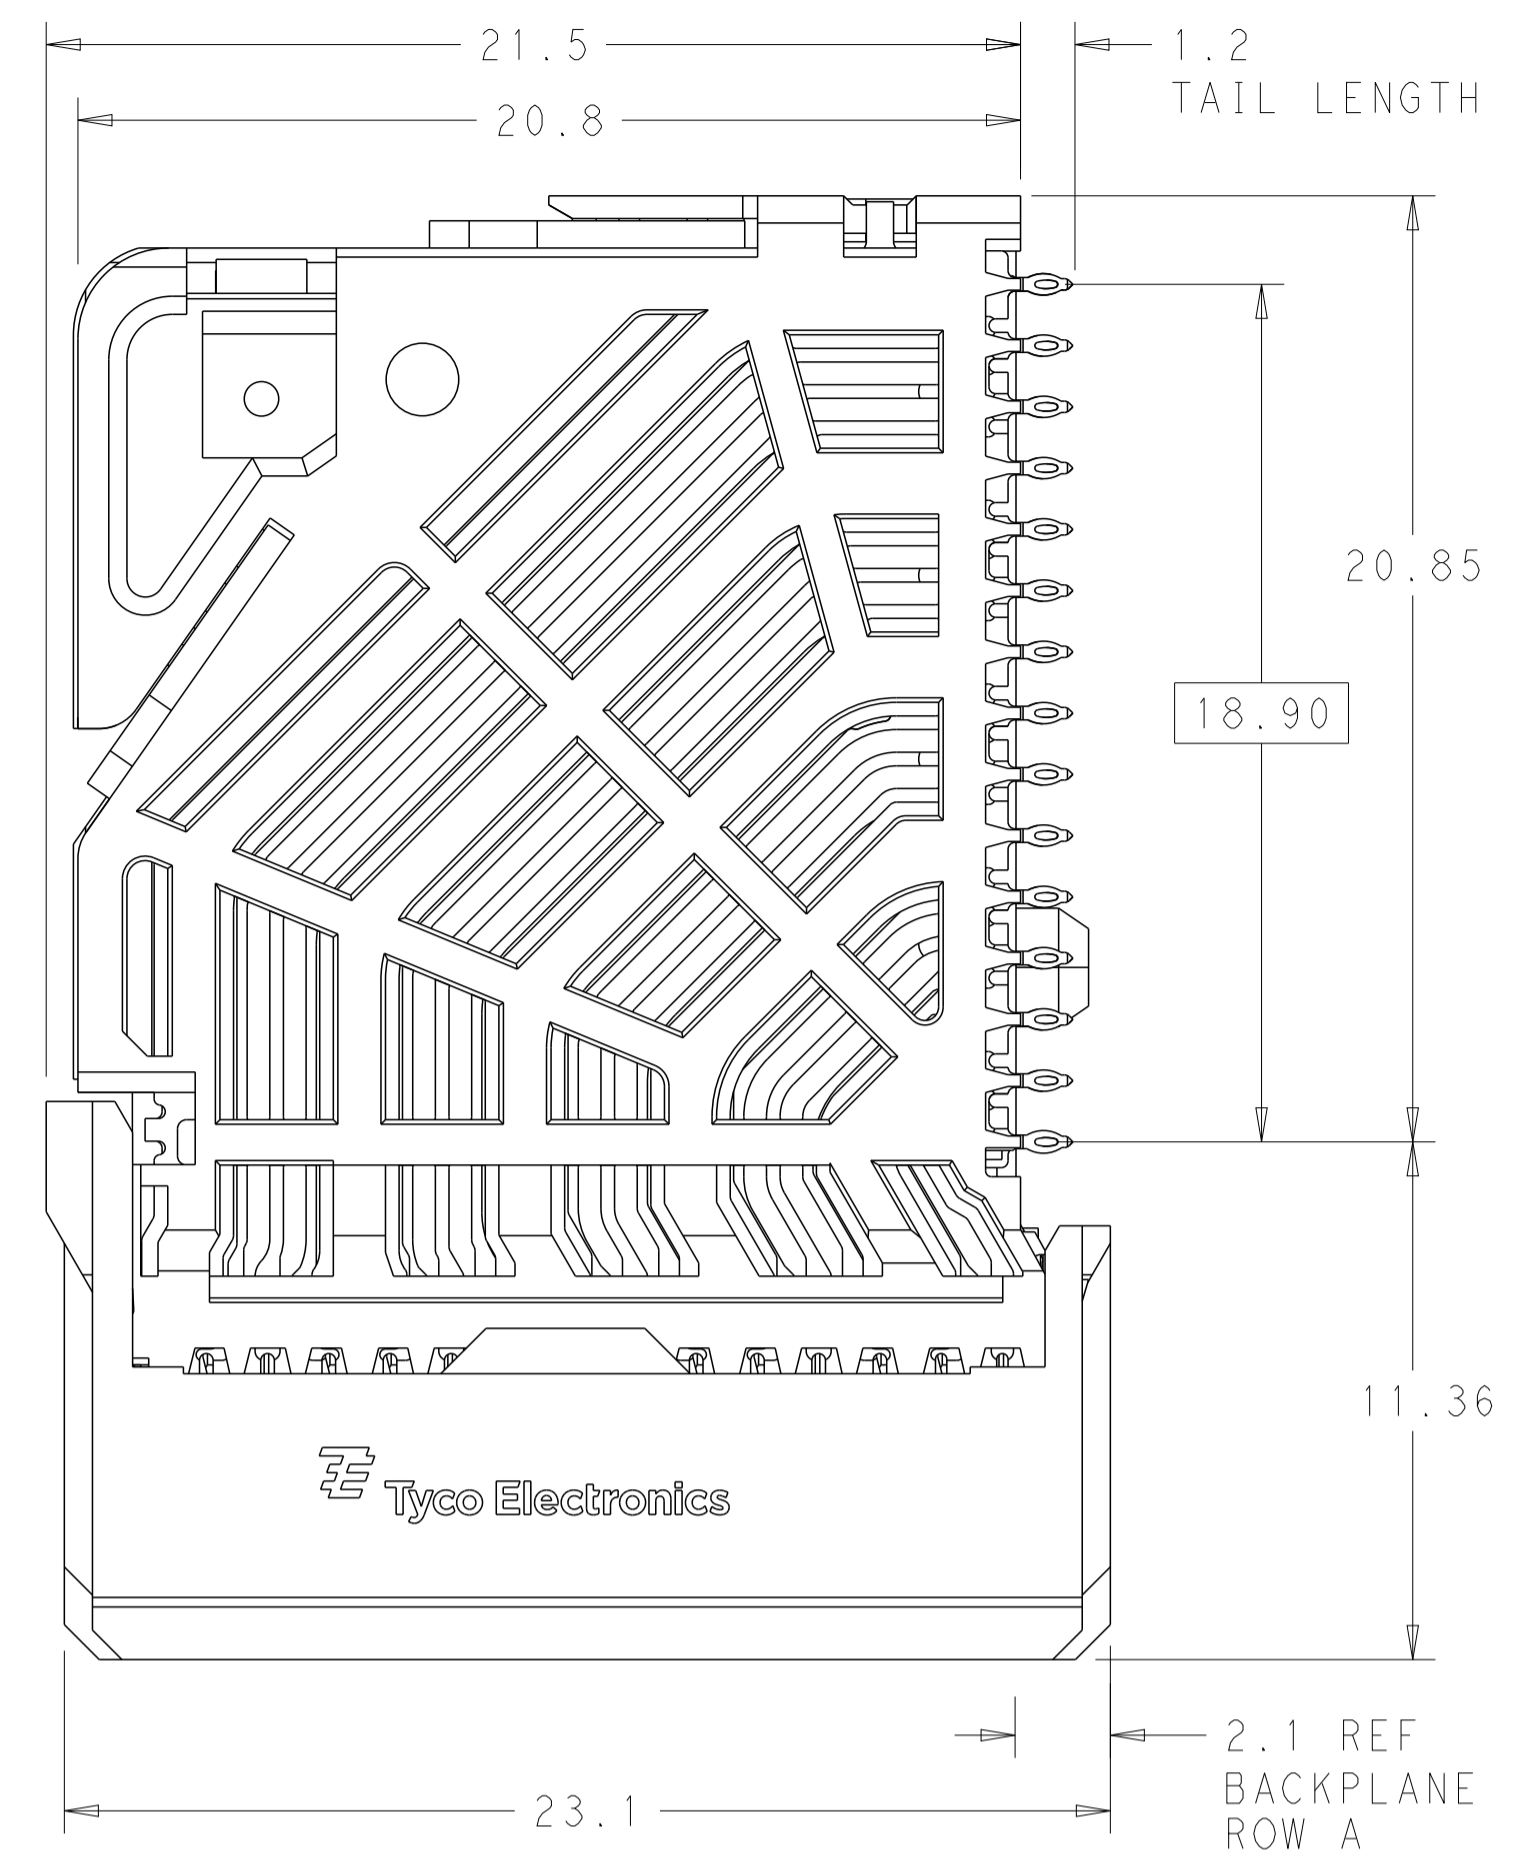 21.5
1.2
TAIL LENGTH
20.8
20.85
18.90
11.36
Tyco Electronics
2.1 REF
BACKPLANE
ROW A
23.1